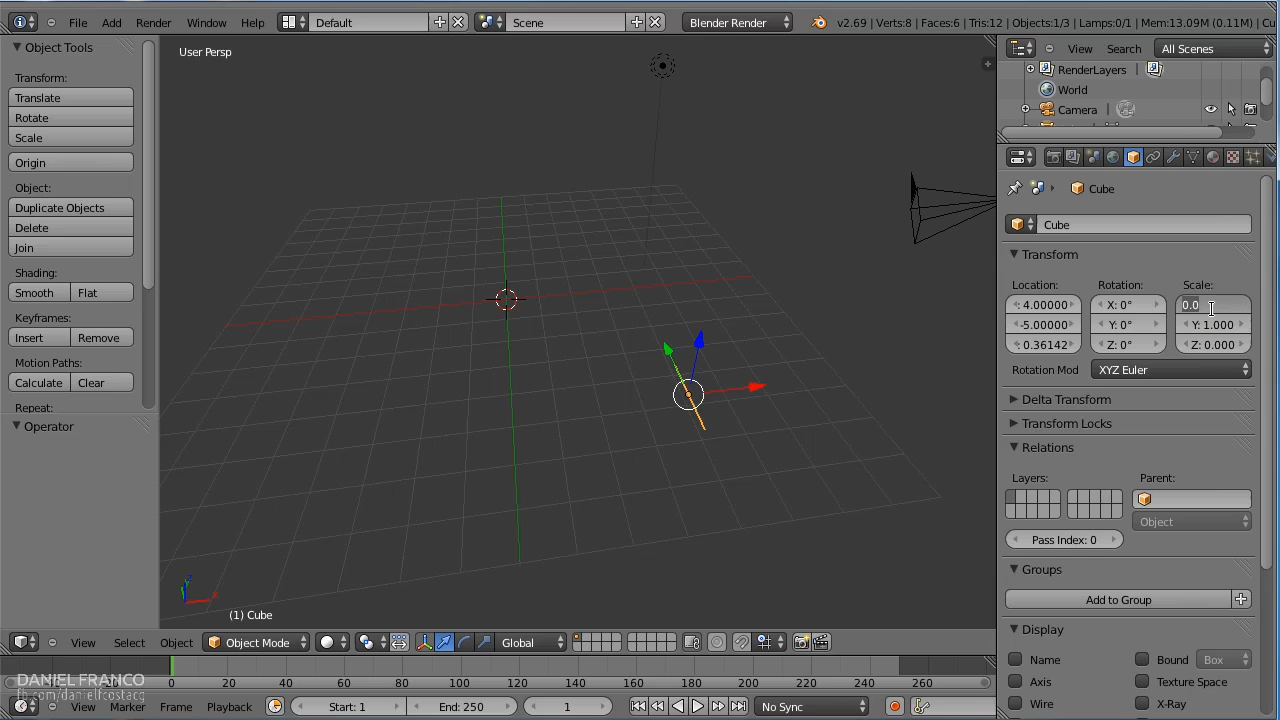 File Add Render Window Help Default Scene Blender Render v2.69 | Verts:8 | Faces:6 | Tris:12 | Objects:1/3 | Lamps:0/1 | Mem:13.09M (0.11M) | Cu
Object Tools
Transform:
Translate
Rotate
Scale
Origin
Object:
Duplicate Objects
Delete
Join
Shading:
Smooth Flat
Keyframes:
Insert Remove
Motion Paths:
Calculate Clear
Repeat:
Operator
User Persp
(1) Cube
View Search All Scenes
RenderLayers
World
Camera
Cube
Cube
Transform
Location: Rotation: Scale:
4.00000 X: 0° 0.0
-5.00000 Y: 0° Y: 1.000
: 0.36142 Z: 0° Z: 0.000
Rotation Mod XYZ Euler
Delta Transform
Transform Locks
Relations
Layers: Parent:
Object
Pass Index: 0
Groups
Add to Group
Display
Name Bound Box
Axis Texture Space
Wire X-Ray
View Select Object Object Mode Global
0 20 40 60 80 100 120 140 160 180 200 220 240 260
DANIEL FRANCO
fb.com/danielfcostacg
View Marker Frame Playback Start: 1 End: 250 1 No Sync